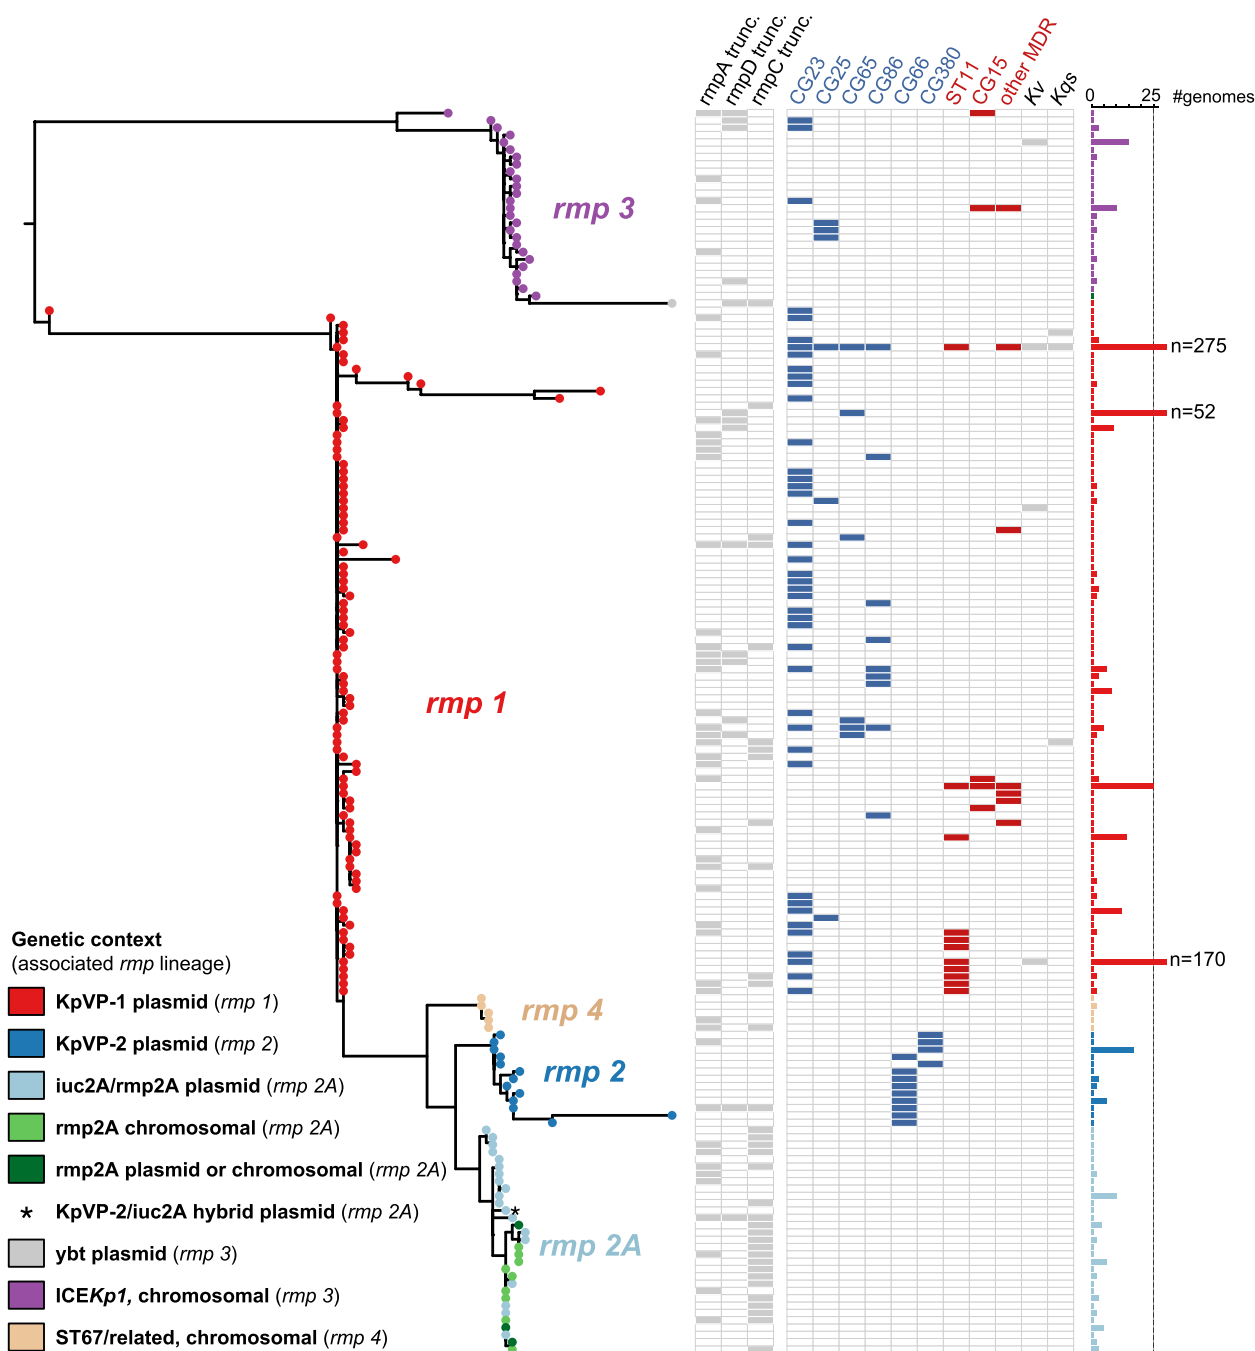 rmpA trunc.
rmpD trunc.
rmpC trunc.
CG23
CG25
CG65
CG86
CG66
CG380
ST11
CG15
other MDR
Kv
Kqs
0 25 #genomes
rmp 3
n=275
n=52
rmp 1
n=170
rmp 4
rmp 2
rmp 2A
Genetic context
(associated rmp lineage)
KpVP-1 plasmid (rmp 1)
KpVP-2 plasmid (rmp 2)
iuc2A/rmp2A plasmid (rmp 2A)
rmp2A chromosomal (rmp 2A)
rmp2A plasmid or chromosomal (rmp 2A)
* KpVP-2/iuc2A hybrid plasmid (rmp 2A)
ybt plasmid (rmp 3)
ICEKp1, chromosomal (rmp 3)
ST67/related, chromosomal (rmp 4)
*